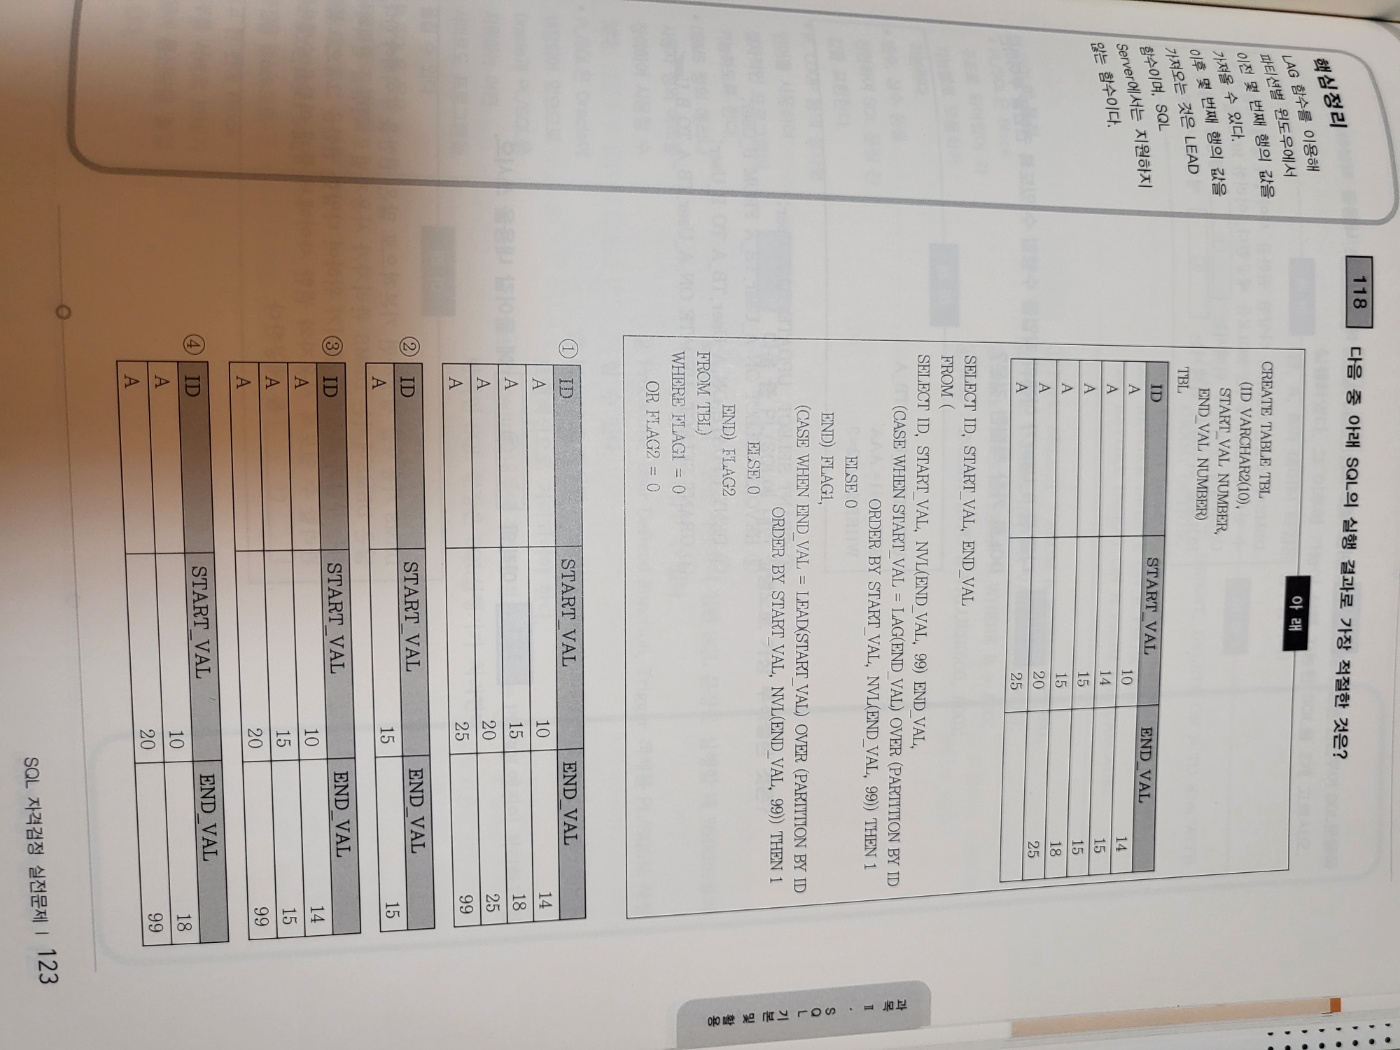 핵심정리
LAG 함수를 이용해
파티션별 윈도우에서
이전 몇 번째 행의 값을
가져올 수 있다.
이후 몇 번째 행의 값을
가져오는 것은 LEAD
함수이며, SQL
Server에서는 지원하지
않는 함수이다.
118 다음 중 아래 SQL의 실행 결과로 가장 적절한 것은?
아래
CREATE TABLE TBL
(ID VARCHAR2(10),
START_VAL NUMBER,
END_VAL NUMBER)
TBL
ID START_VAL END_VAL
A 10 14
A 14 15
A 15 15
A 15 18
A 20 25
A 25
SELECT ID, START_VAL, END_VAL
FROM (
SELECT ID, START_VAL, NVL(END_VAL, 99) END_VAL,
(CASE WHEN START_VAL = LAG(END_VAL) OVER (PARTITION BY ID
ORDER BY START_VAL, NVL(END_VAL, 99)) THEN 1
ELSE 0
END) FLAG1,
(CASE WHEN END_VAL = LEAD(START_VAL) OVER (PARTITION BY ID
ORDER BY START_VAL, NVL(END_VAL, 99)) THEN 1
ELSE 0
END) FLAG2
FROM TBL)
WHERE FLAG1 = 0
OR FLAG2 = 0
①
ID START_VAL END_VAL
A 10 14
A 15 18
A 20 25
A 25 99
②
ID START_VAL END_VAL
A 15 15
③
ID START_VAL END_VAL
A 10 14
A 15 15
A 20 99
④
ID START_VAL END_VAL
A 10 18
A 20 99
과목 Ⅱ. SQL 기본 및 활용
SQL 자격검정 실전문제 | 123